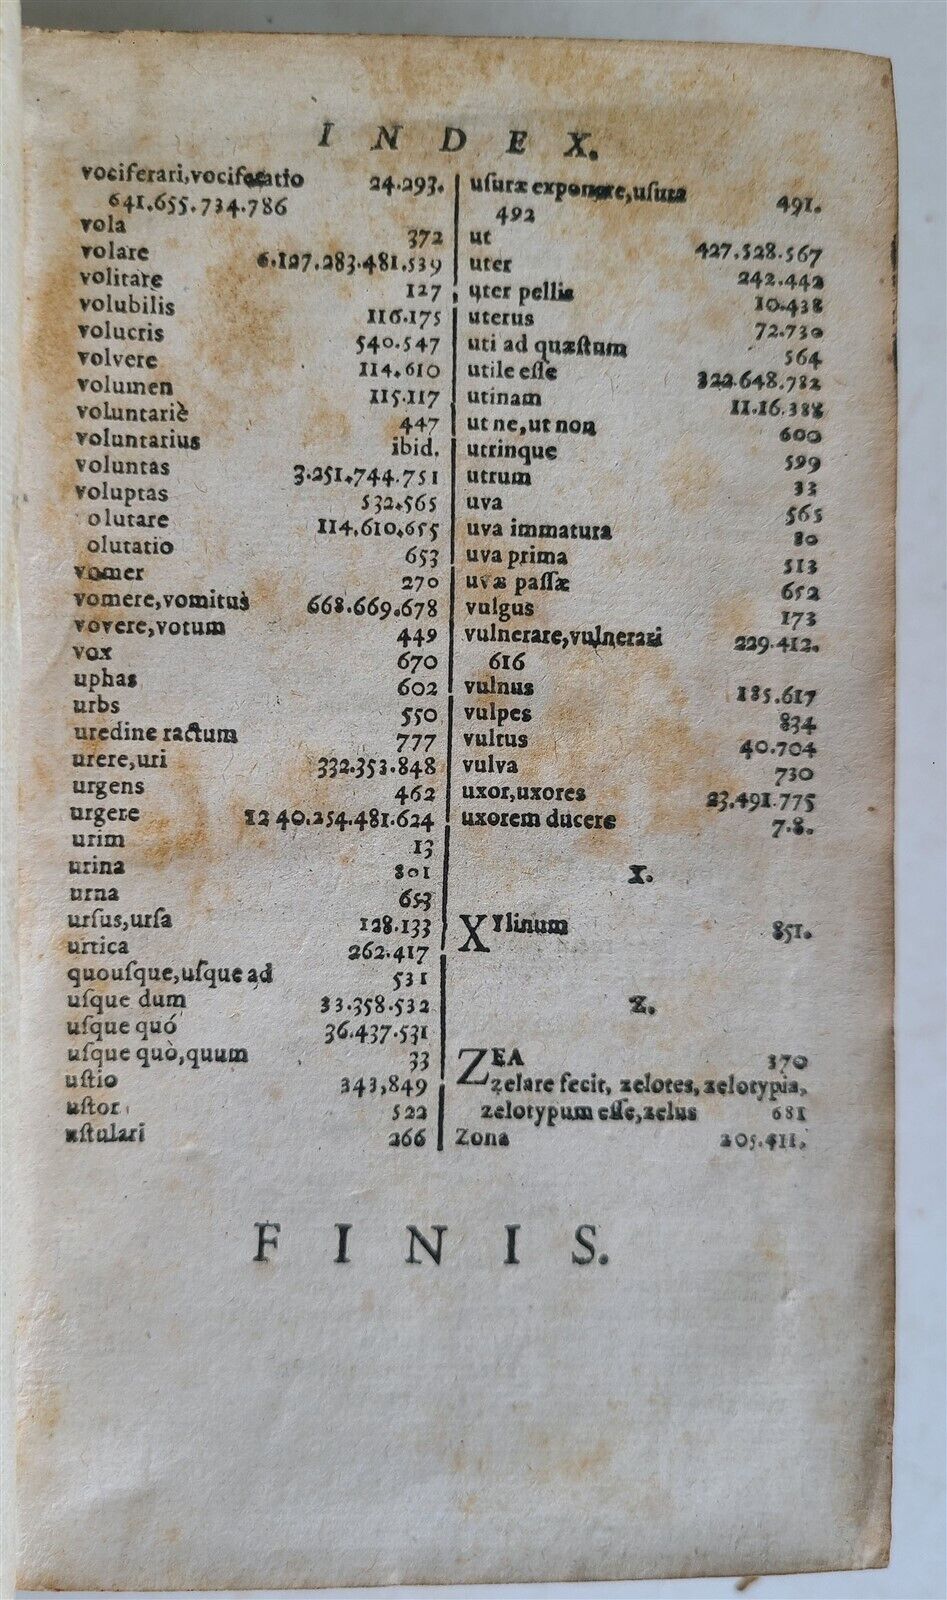 INDEX.
vociferari,vociferatio 24.293.
641.655.734.786
vola 372
volare 6.127.283.481.539
volitare 127
volubilis 116.175
volucris 540.547
volvere 114.610
volumen 115.117
voluntariè 447
voluntarius ibid.
voluntas 3.251.744.751
voluptas 532.565
olutare 114.610.655
olutatio 653
vomer 270
vomere,vomitus 668.669.678
vovere,votum 449
vox 670
uphas 602
urbs 550
uredine ractum 777
urere,uri 332.353.848
urgens 462
urgere 12 40.254.481.624
urim 13
urina 801
urna 653
urſus,urſa 128.133
urtica 262.417
quouſque,uſque ad 531
uſque dum 33.358.532
uſque quó 36.437.531
uſque quò,quum 33
uſtio 343,849
uſtor 522
uſtulari 266
uſuræ exponere,uſura 491.
492
ut 427.528.567
uter 242.442
uter pellis 10.438
uterus 72.730
uti ad quæſtum 564
utile eſſe 322.648.782
utinam 11.16.388
ut ne,ut non 600
utrinque 599
utrum 33
uva 565
uva immatura 80
uva prima 513
uvæ paſſæ 652
vulgus 173
vulnerare,vulnerari 229.412.
616
vulnus 185.617
vulpes 834
vultus 40.704
vulva 730
uxor,uxores 23.491.775
uxorem ducere 7.8.
X.
XYlinum 851.
Z.
ZEA 370
zelare fecit, zelotes, zelotypia,
zelotypum eſſe,zelus 681
Zona 205.411.
FINIS.